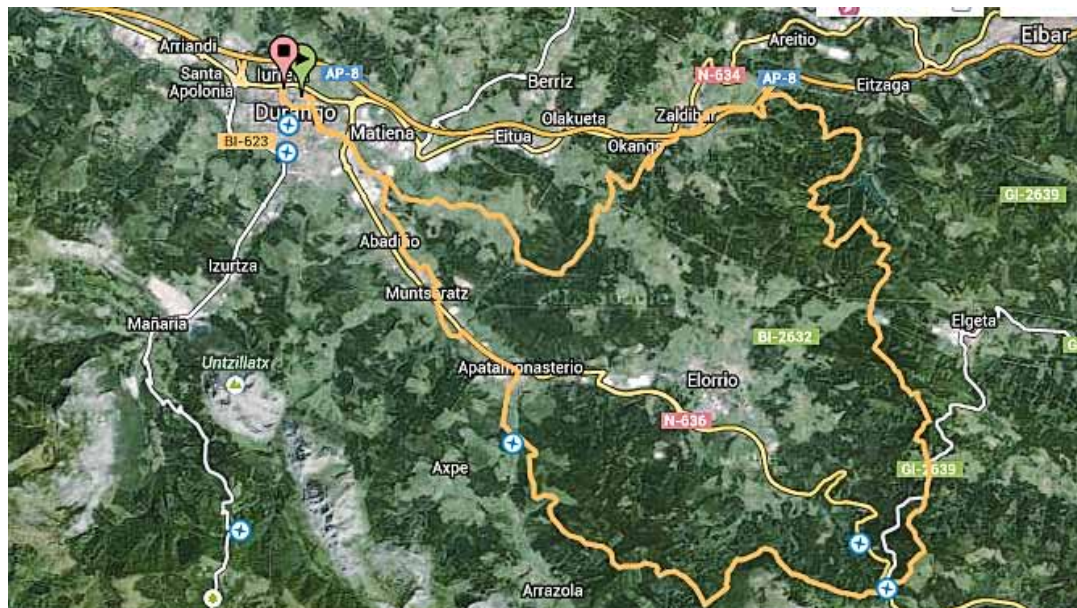 Eibar
Areitio
Arriandi
N-634
AP-8
Santa
Apolonia
AP-8
Berriz
Eitzaga
Durango
Olakueta
Zaldibar
Matiena
Eitua
BI-623
Okango
GI-2639
Abadiño
Izurtza
Muntsaratz
Mañaria
Elgeta
BI-2632
Untzillatx
Apatamonasterio
Elorrio
N-636
Axpe
GI-2639
Arrazola